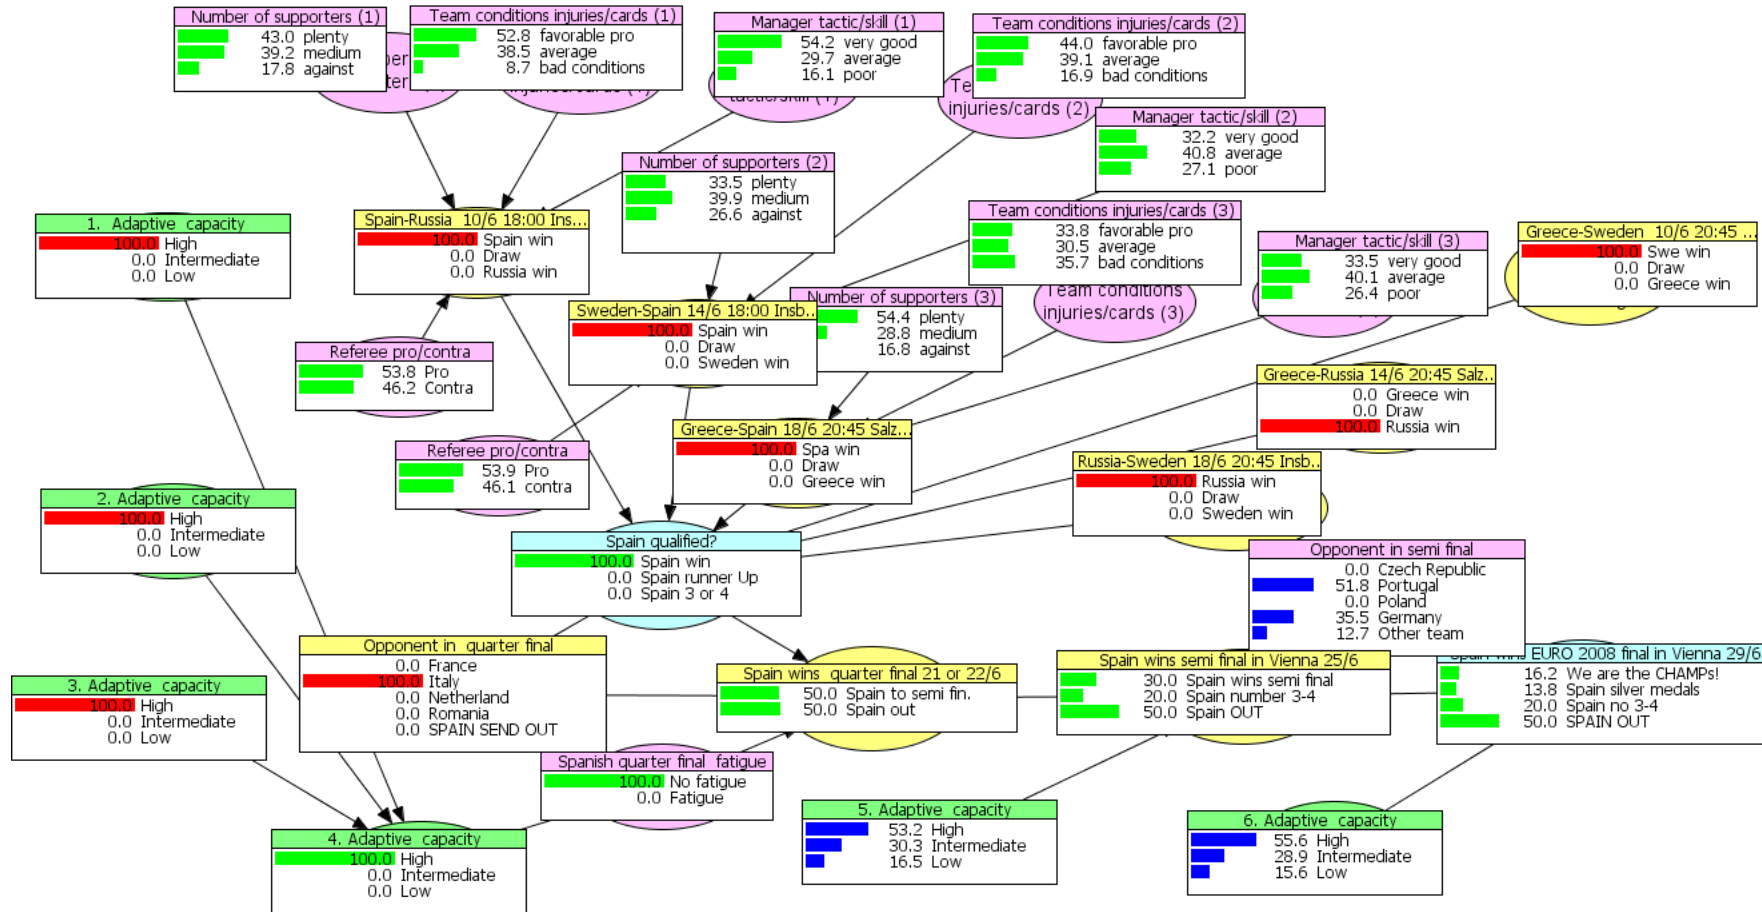 Number of supporters (1)
43.0 plenty
39.2 medium
17.8 against
Team conditions injuries/cards (1)
52.8 favorable pro
38.5 average
8.7 bad conditions
Manager tactic/skill (1)
54.2 very good
29.7 average
16.1 poor
Team conditions injuries/cards (2)
44.0 favorable pro
39.1 average
16.9 bad conditions
injuries/cards (2)
Manager tactic/skill (2)
32.2 very good
40.8 average
27.1 poor
Number of supporters (2)
33.5 plenty
39.9 medium
26.6 against
1. Adaptive capacity
100.0 High
0.0 Intermediate
0.0 Low
Spain-Russia 10/6 18:00 Ins...
100.0 Spain win
0.0 Draw
0.0 Russia win
Team conditions injuries/cards (3)
33.8 favorable pro
30.5 average
35.7 bad conditions
Team conditions
injuries/cards (3)
Manager tactic/skill (3)
33.5 very good
40.1 average
26.4 poor
Greece-Sweden 10/6 20:45 ...
100.0 Swe win
0.0 Draw
0.0 Greece win
Sweden-Spain 14/6 18:00 Insb..
100.0 Spain win
0.0 Draw
0.0 Sweden win
Number of supporters (3)
54.4 plenty
28.8 medium
16.8 against
Referee pro/contra
53.8 Pro
46.2 Contra
Greece-Russia 14/6 20:45 Salz..
0.0 Greece win
0.0 Draw
100.0 Russia win
Referee pro/contra
53.9 Pro
46.1 contra
Greece-Spain 18/6 20:45 Salz...
100.0 Spa win
0.0 Draw
0.0 Greece win
Russia-Sweden 18/6 20:45 Insb..
100.0 Russia win
0.0 Draw
0.0 Sweden win
2. Adaptive capacity
100.0 High
0.0 Intermediate
0.0 Low
Spain qualified?
100.0 Spain win
0.0 Spain runner Up
0.0 Spain 3 or 4
Opponent in semi final
0.0 Czech Republic
51.8 Portugal
0.0 Poland
35.5 Germany
12.7 Other team
Opponent in quarter final
0.0 France
100.0 Italy
0.0 Netherland
0.0 Romania
0.0 SPAIN SEND OUT
Spain wins quarter final 21 or 22/6
50.0 Spain to semi fin.
50.0 Spain out
Spain wins semi final in Vienna 25/6
30.0 Spain wins semi final
20.0 Spain number 3-4
50.0 Spain OUT
Spain wins EURO 2008 final in Vienna 29/6
16.2 We are the CHAMPs!
13.8 Spain silver medals
20.0 Spain no 3-4
50.0 SPAIN OUT
3. Adaptive capacity
100.0 High
0.0 Intermediate
0.0 Low
Spanish quarter final fatigue
100.0 No fatigue
0.0 Fatigue
4. Adaptive capacity
100.0 High
0.0 Intermediate
0.0 Low
5. Adaptive capacity
53.2 High
30.3 Intermediate
16.5 Low
6. Adaptive capacity
55.6 High
28.9 Intermediate
15.6 Low